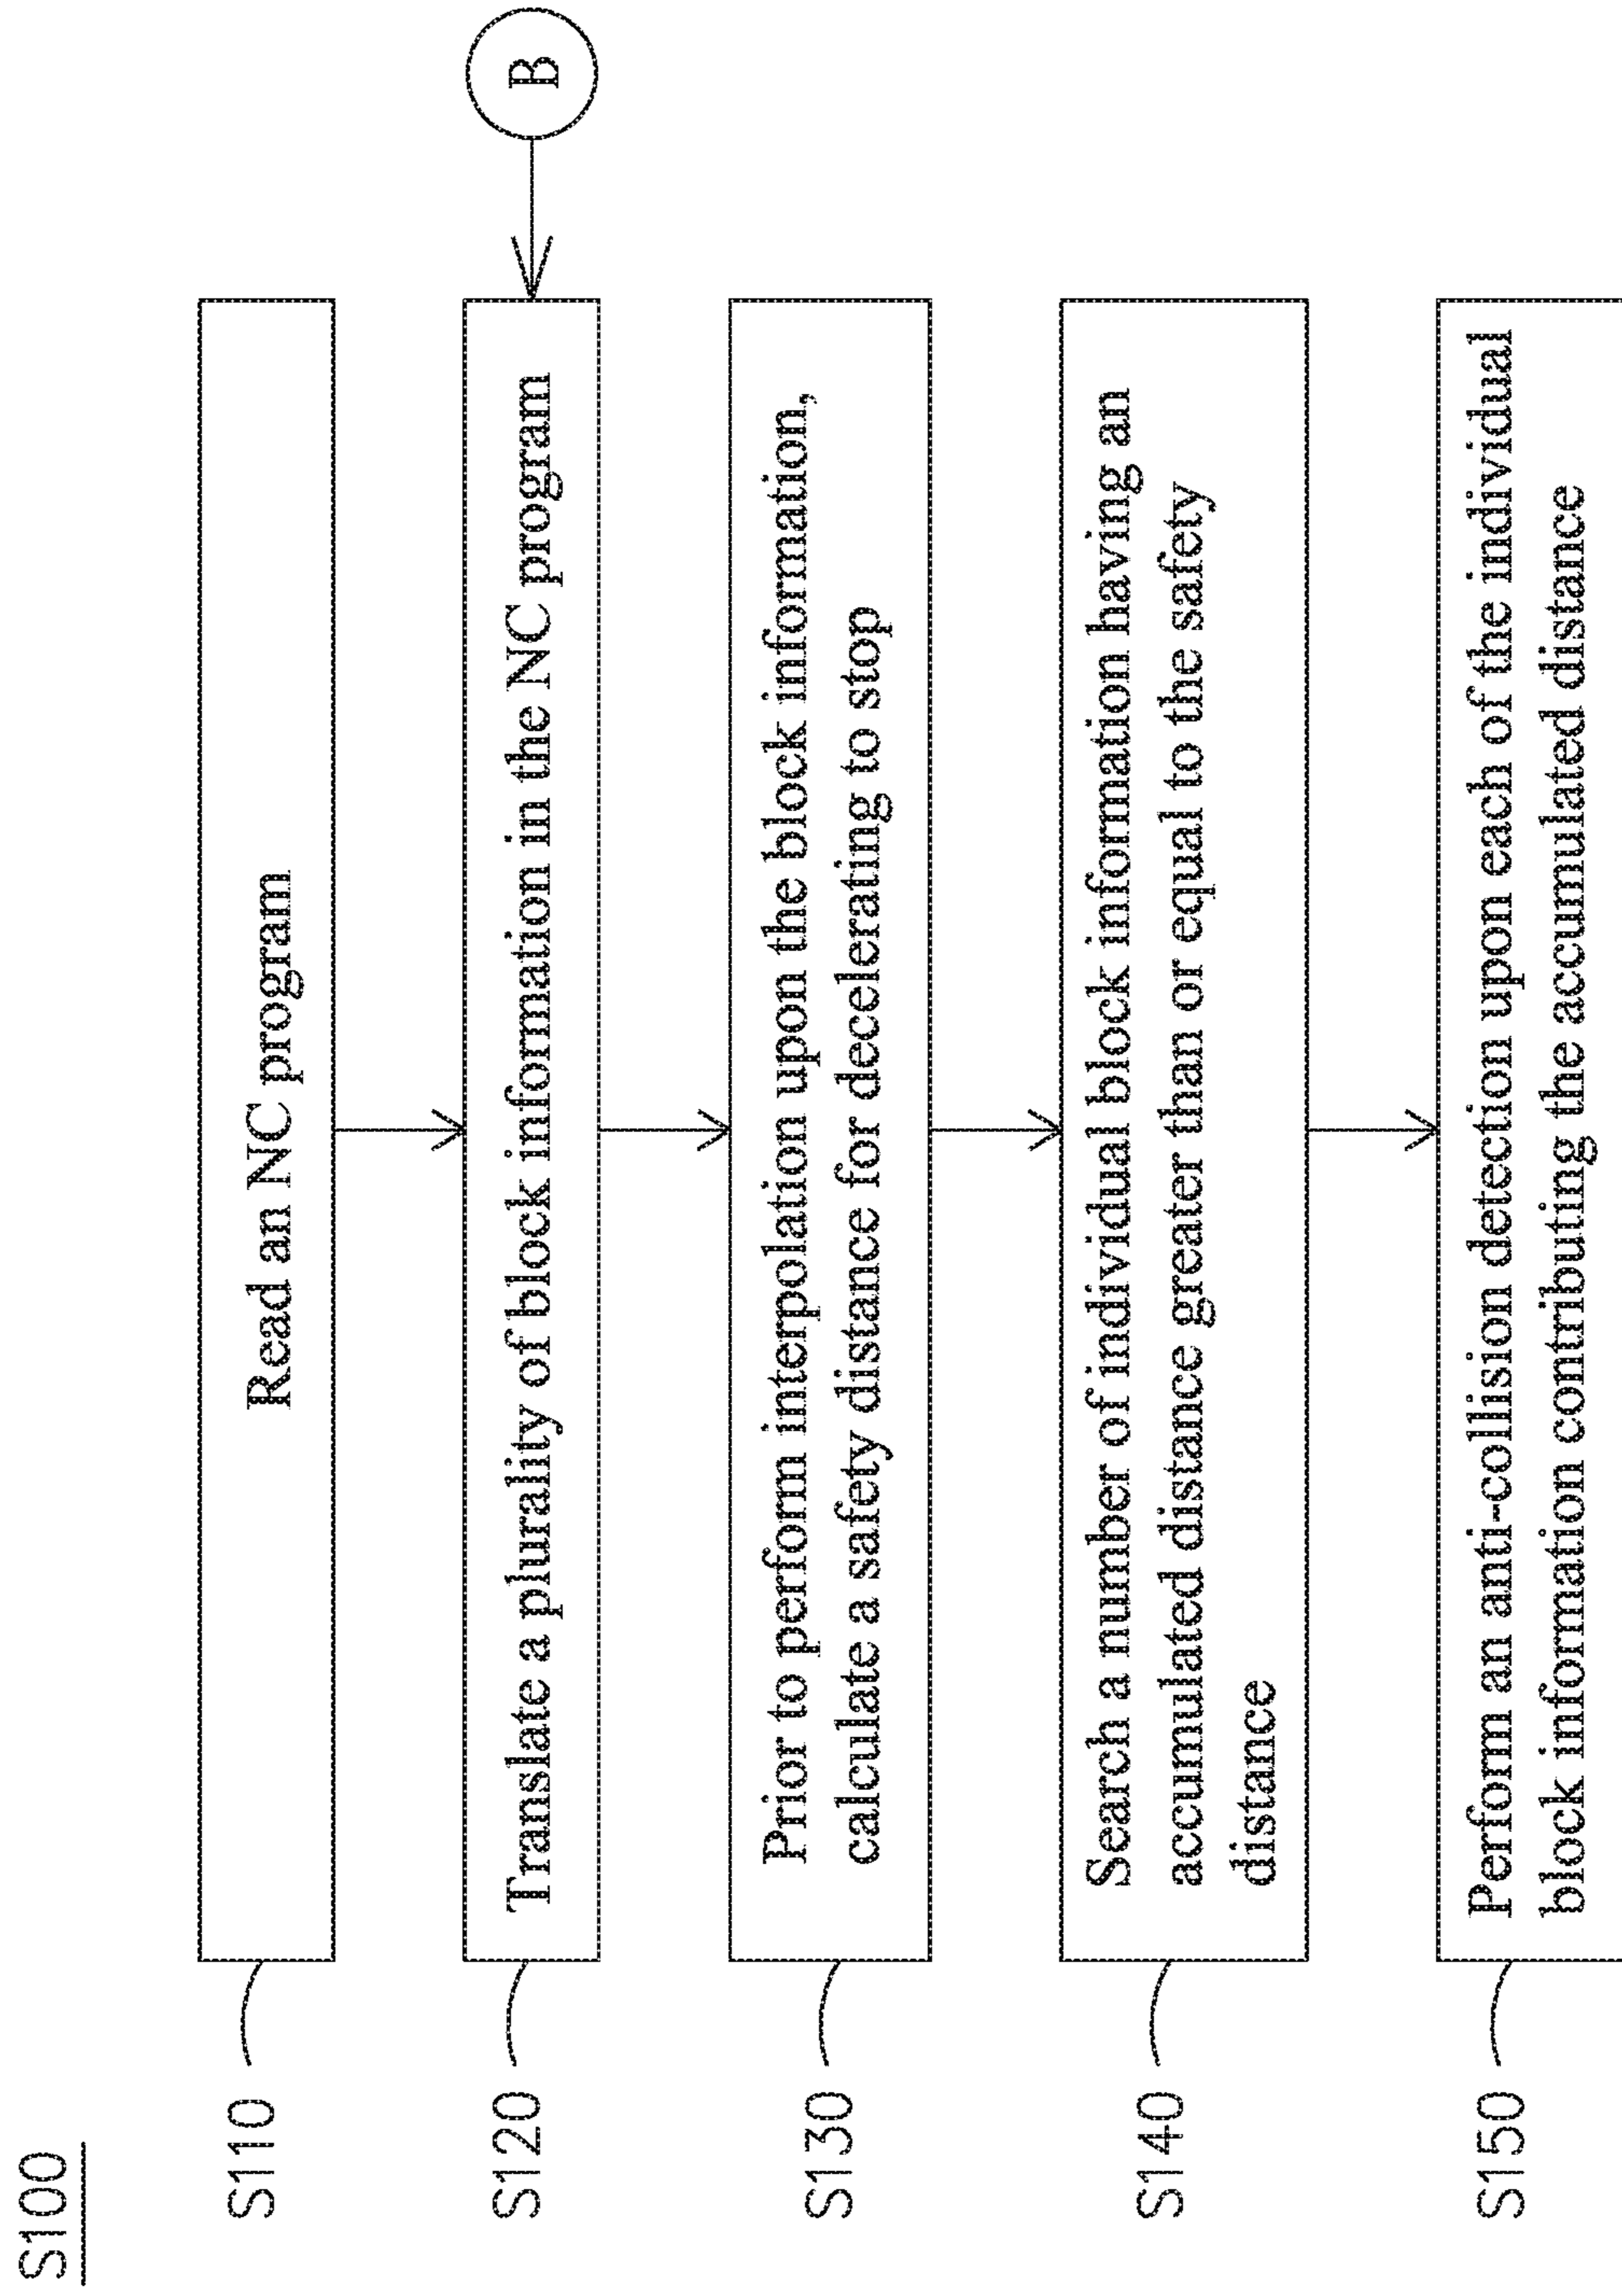 S100
S110
Read an NC program
S120
Translate a plurality of block information in the NC program
B
S130
Prior to perform interpolation upon the block information,
calculate a safety distance for decelerating to stop
S140
Search a number of individual block information having an
accumulated distance greater than or equal to the safety
distance
S150
Perform an anti-collision detection upon each of the individual
block information contributing the accumulated distance